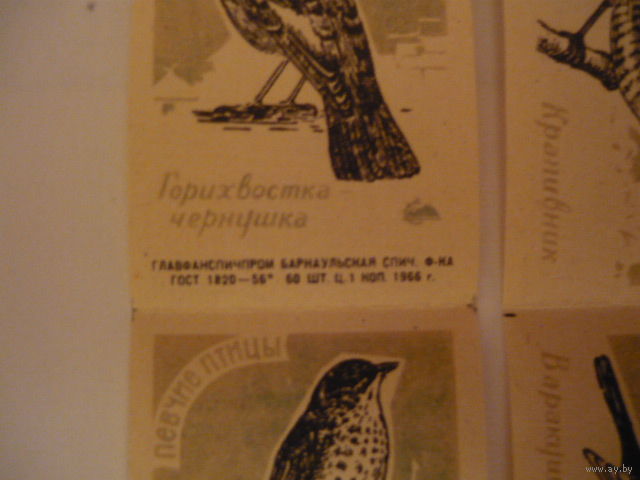 Горихвостка-
чернушка
ГЛАВФАНСПИЧПРОМ БАРНАУЛЬСКАЯ СПИЧ. Ф-КА
ГОСТ 1820—56* 60 ШТ. Ц. 1 КОП. 1966 г.
ПЕВЧИЕ ПТИЦЫ
Крапивник
www.ay.by